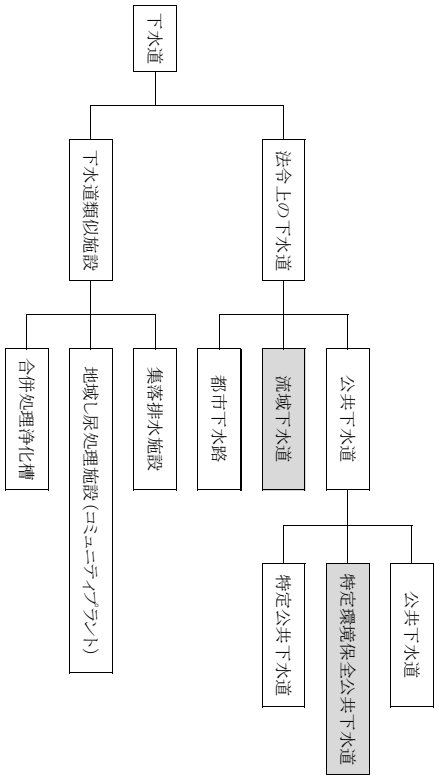 下水道
法令上の下水道
公共下水道
公共下水道
特定環境保全公共下水道
特定公共下水道
流域下水道
都市下水路
下水道類似施設
集落排水施設
地域し尿処理施設(コミュニティプラント)
合併処理浄化槽